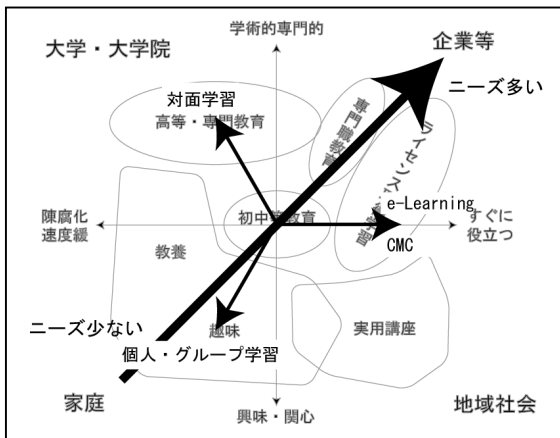 大学・大学院
学術的専門的
企業等
ニーズ多い
対面学習
高等・専門教育
専門職教育
ライセンス
学習
初中等教育
e-Learning
陳腐化
速度緩
すぐに
役立つ
CMC
教養
ニーズ少ない
趣味
実用講座
個人・グループ学習
家庭
興味・関心
地域社会